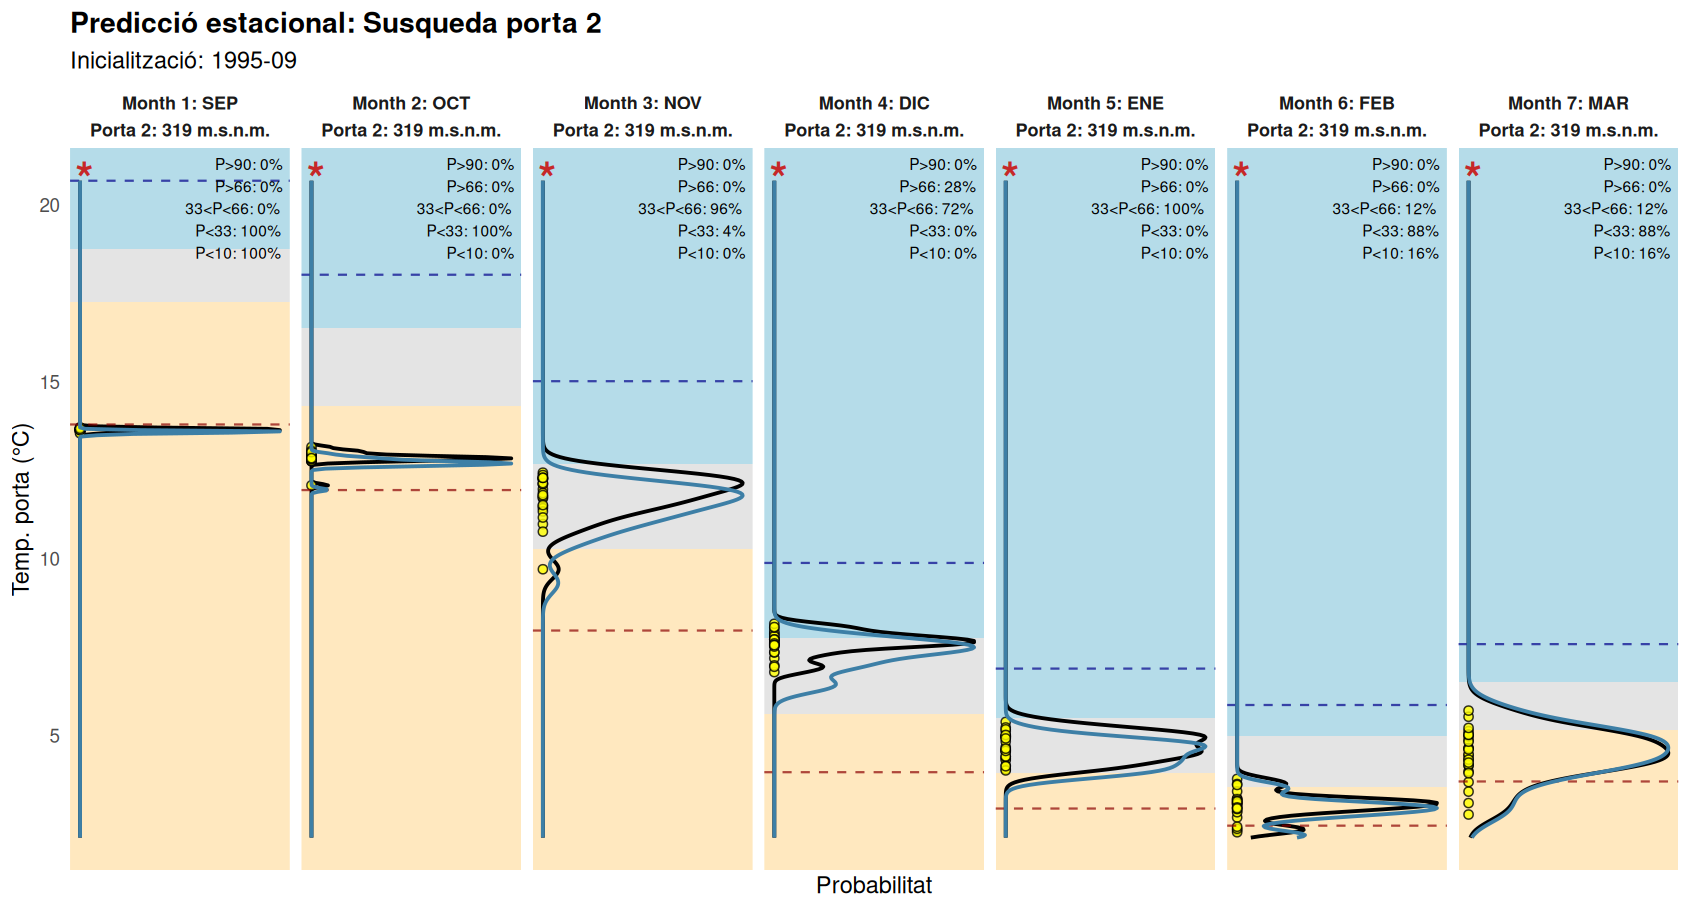 Predicció estacional: Susqueda porta 2
Inicialització: 1995-09
Month 1: SEP
Porta 2: 319 m.s.n.m.
Month 2: OCT
Porta 2: 319 m.s.n.m.
Month 3: NOV
Porta 2: 319 m.s.n.m.
Month 4: DIC
Porta 2: 319 m.s.n.m.
Month 5: ENE
Porta 2: 319 m.s.n.m.
Month 6: FEB
Porta 2: 319 m.s.n.m.
Month 7: MAR
Porta 2: 319 m.s.n.m.
*
P>90: 0%
P>66: 0%
33<P<66: 0%
P<33: 100%
P<10: 100%
*
P>90: 0%
P>66: 0%
33<P<66: 0%
P<33: 100%
P<10: 0%
*
P>90: 0%
P>66: 0%
33<P<66: 96%
P<33: 4%
P<10: 0%
*
P>90: 0%
P>66: 28%
33<P<66: 72%
P<33: 0%
P<10: 0%
*
P>90: 0%
P>66: 0%
33<P<66: 100%
P<33: 0%
P<10: 0%
*
P>90: 0%
P>66: 0%
33<P<66: 12%
P<33: 88%
P<10: 16%
*
P>90: 0%
P>66: 0%
33<P<66: 12%
P<33: 88%
P<10: 16%
20
15
10
5
Temp. porta (°C)
Probabilitat